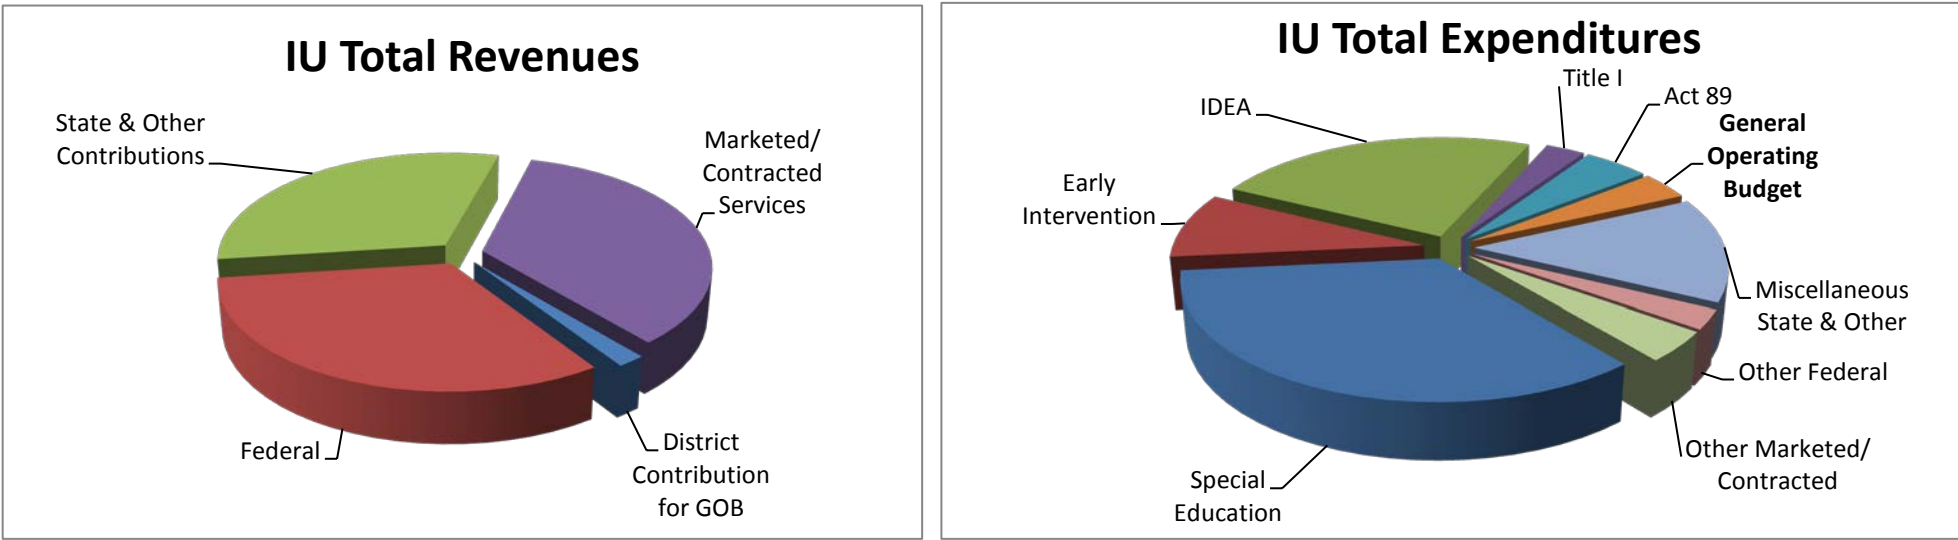 IU Total Revenues
State & Other
Contributions
Marketed/
Contracted
Services
Federal
District
Contribution
for GOB
IU Total Expenditures
Title I
IDEA
Act 89
General
Operating
Budget
Early
Intervention
Miscellaneous
State & Other
Other Federal
Other Marketed/
Contracted
Special
Education